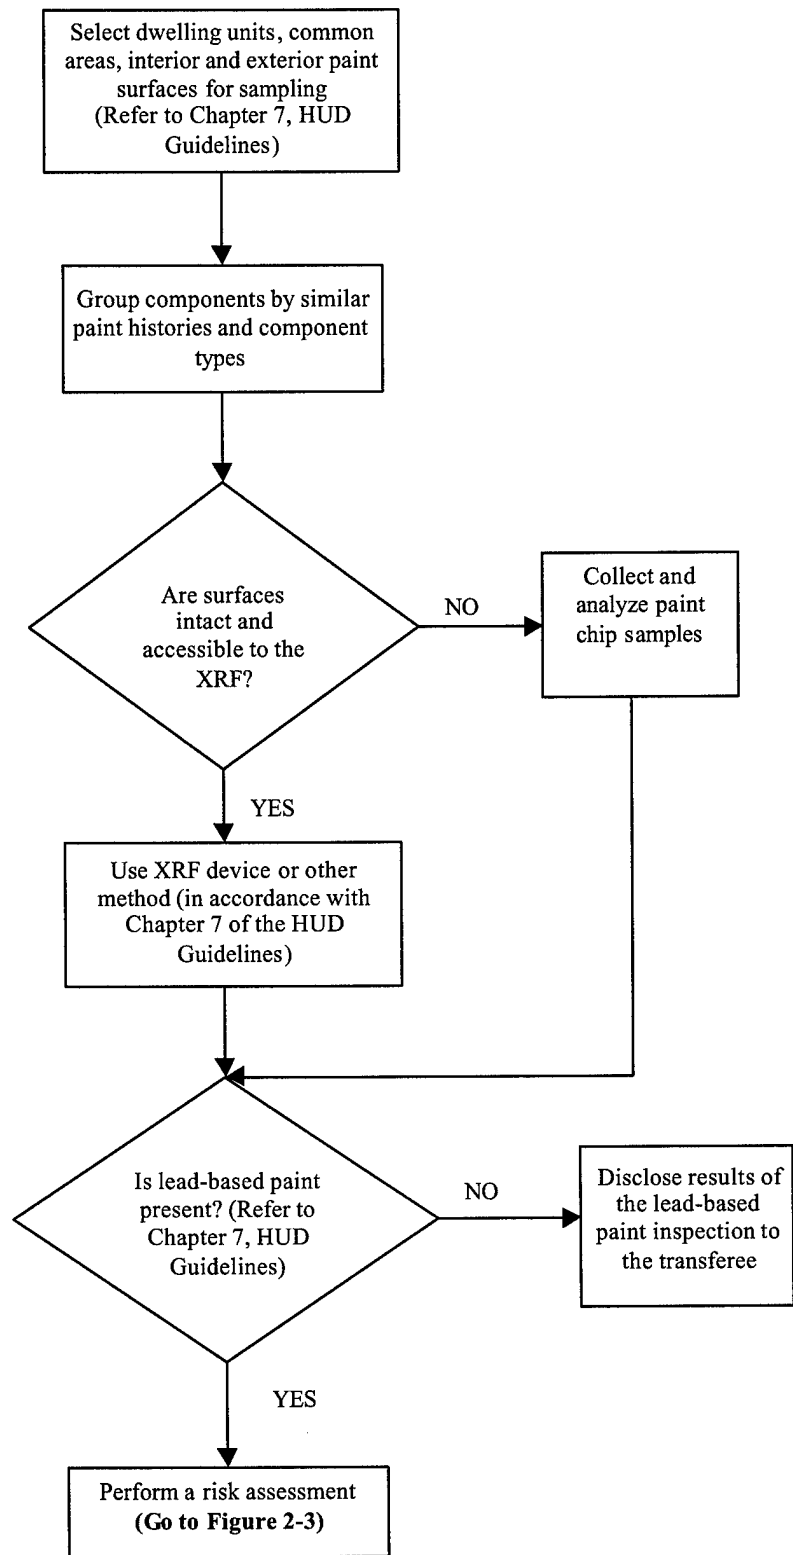 Select dwelling units, common
areas, interior and exterior paint
surfaces for sampling
(Refer to Chapter 7, HUD
Guidelines)
Group components by similar
paint histories and component
types
Are surfaces
intact and
accessible to the
XRF?
NO
Collect and
analyze paint
chip samples
YES
Use XRF device or other
method (in accordance with
Chapter 7 of the HUD
Guidelines)
Is lead-based paint
present? (Refer to
Chapter 7, HUD
Guidelines)
NO
Disclose results of
the lead-based
paint inspection to
the transferee
YES
Perform a risk assessment
(Go to Figure 2-3)